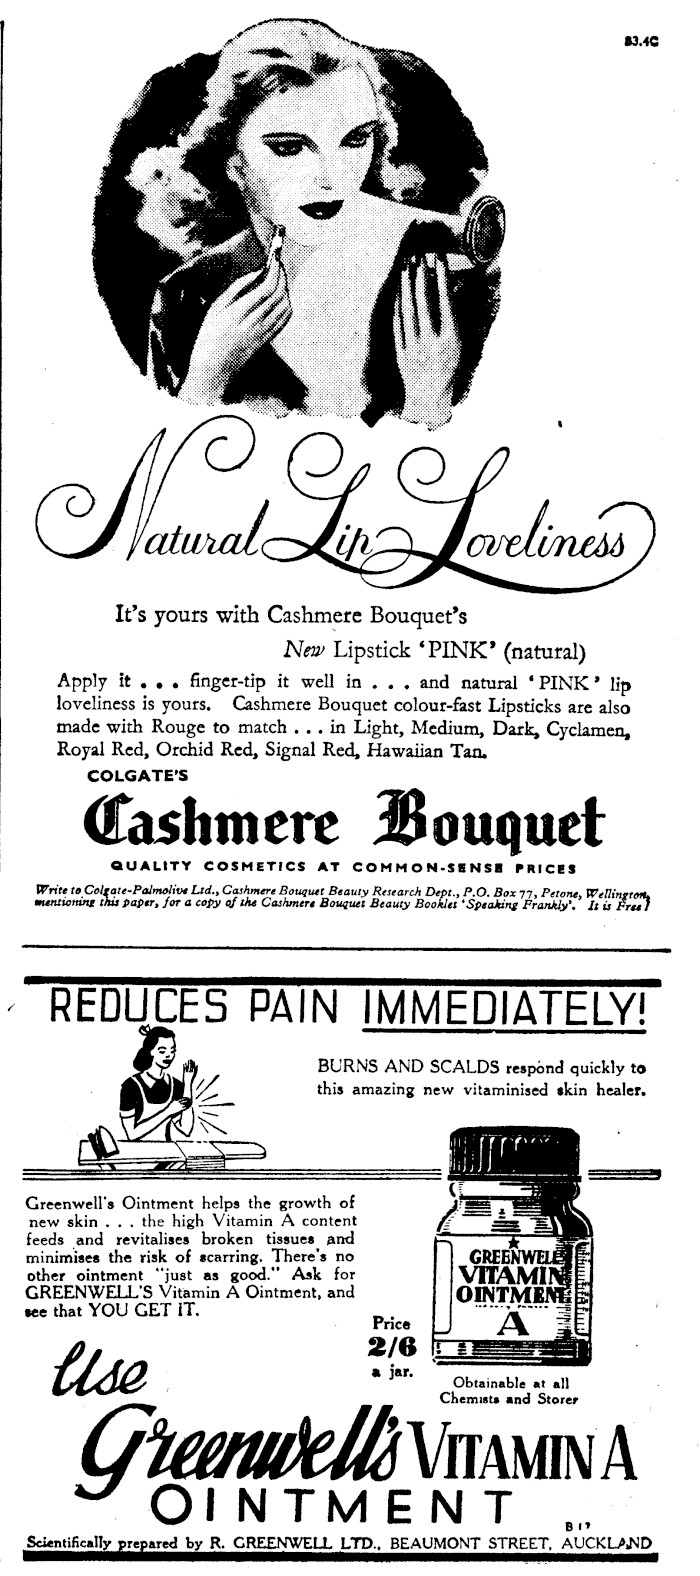 83.4C
Natural Lip Loveliness
It's yours with Cashmere Bouquet's
New Lipstick ‘PINK’ (natural)
Apply it . . . finger-tip it well in . . . and natural ‘PINK’ lip
loveliness is yours. Cashmere Bouquet colour-fast Lipsticks are also
made with Rouge to match . . . in Light, Medium, Dark, Cyclamen,
Royal Red, Orchid Red, Signal Red, Hawaiian Tan.
COLGATE'S
Cashmere Bouquet
QUALITY COSMETICS AT COMMON-SENSE PRICES
Write to Colgate-Palmolive Ltd., Cashmere Bouquet Beauty Research Dept., P.O. Box 77, Petone, Wellington,
mentioning this paper, for a copy of the Cashmere Bouquet Beauty Booklet ‘Speaking Frankly’. It is Free!
REDUCES PAIN IMMEDIATELY!
BURNS AND SCALDS respond quickly to
this amazing new vitaminised skin healer.
Greenwell's Ointment helps the growth of
new skin . . . the high Vitamin A content
feeds and revitalises broken tissues and
minimises the risk of scarring. There's no
other ointment "just as good." Ask for
GREENWELL'S Vitamin A Ointment, and
see that YOU GET IT.
GREENWELL
VITAMIN
OINTMENT
A
Price
2/6
a jar.
Obtainable at all
Chemists and Stores
Use
Greenwell's VITAMIN A
OINTMENT
Scientifically prepared by R. GREENWELL LTD., BEAUMONT STREET, AUCKLAND